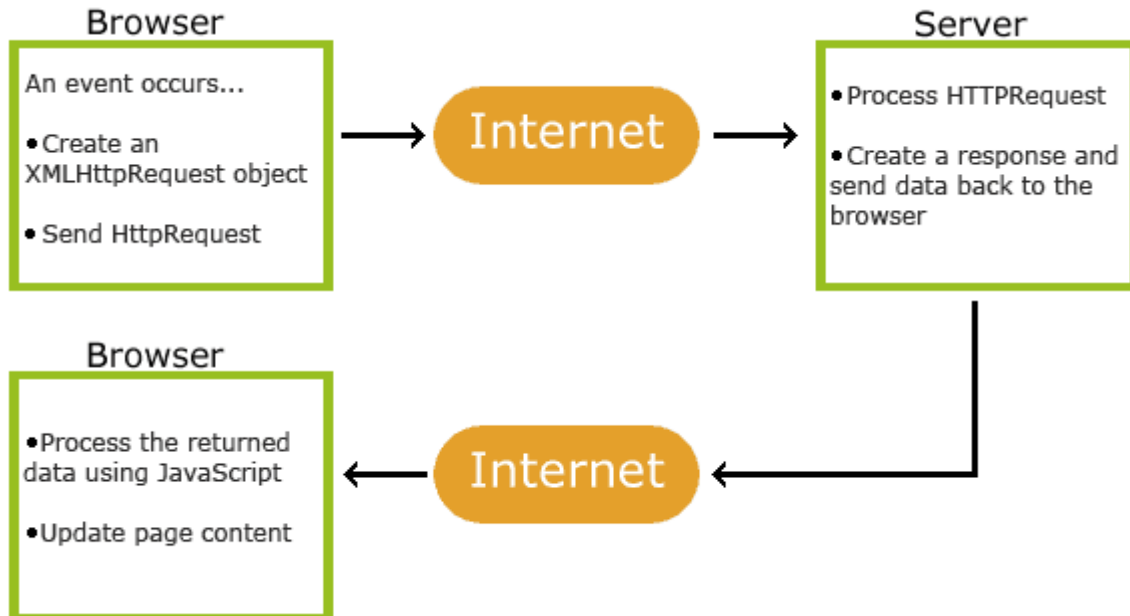 Browser
An event occurs...
•Create an
XMLHttpRequest object
•Send HttpRequest
Internet
Server
•Process HTTPRequest
•Create a response and
send data back to the
browser
Browser
•Process the returned
data using JavaScript
•Update page content
Internet